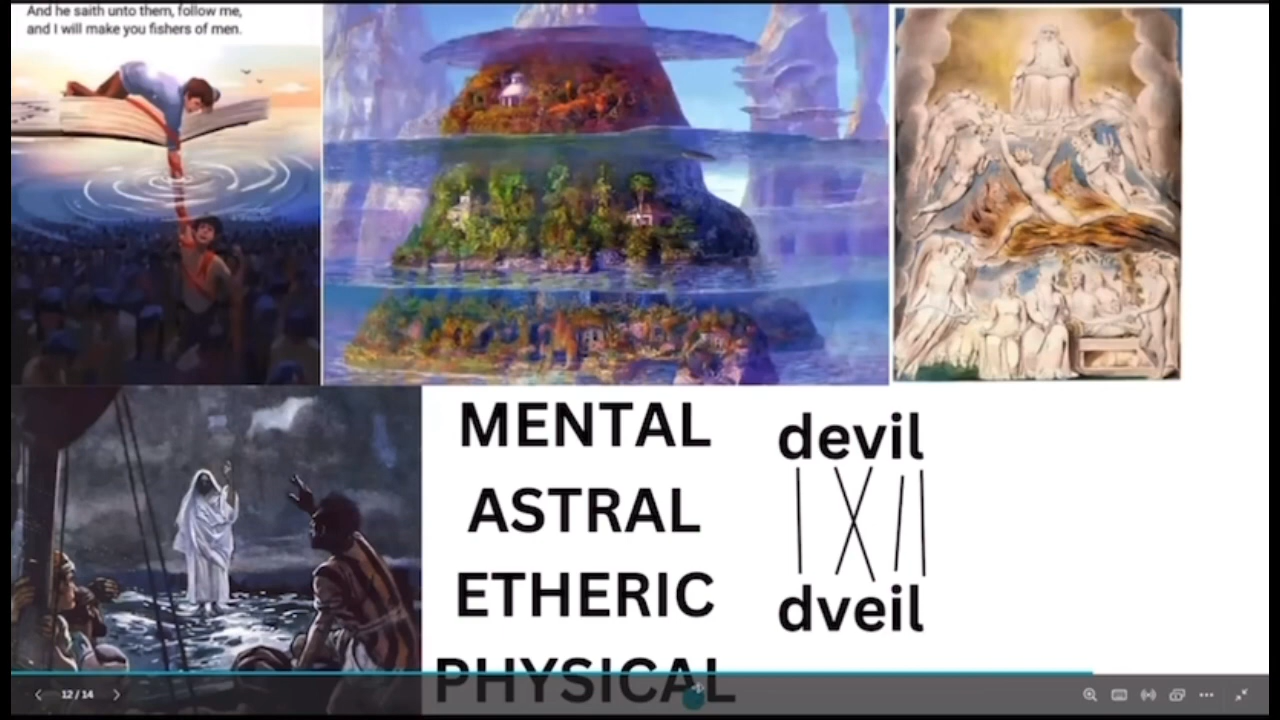 And he saith unto them, follow me,
and I will make you fishers of men.
MENTAL
ASTRAL
ETHERIC
PHYSICAL
devil
dveil
12 / 14